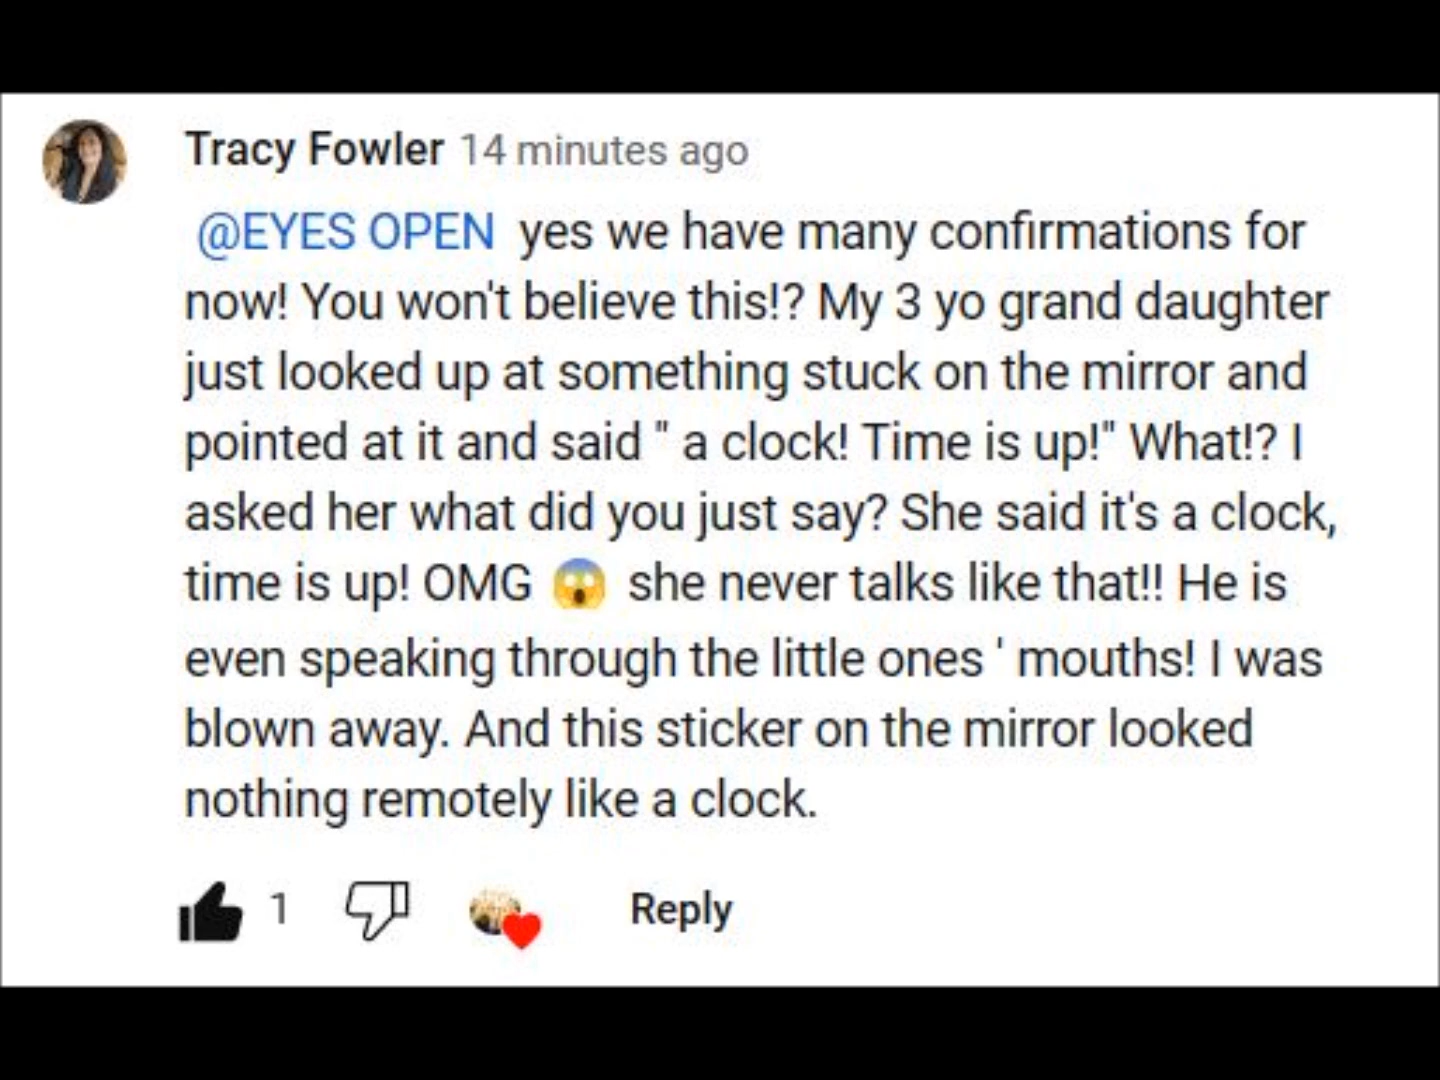 Tracy Fowler 14 minutes ago
@EYES OPEN yes we have many confirmations for
now! You won't believe this!? My 3 yo grand daughter
just looked up at something stuck on the mirror and
pointed at it and said " a clock! Time is up!" What!? I
asked her what did you just say? She said it's a clock,
time is up! OMG 😱 she never talks like that!! He is
even speaking through the little ones ' mouths! I was
blown away. And this sticker on the mirror looked
nothing remotely like a clock.
1 Reply